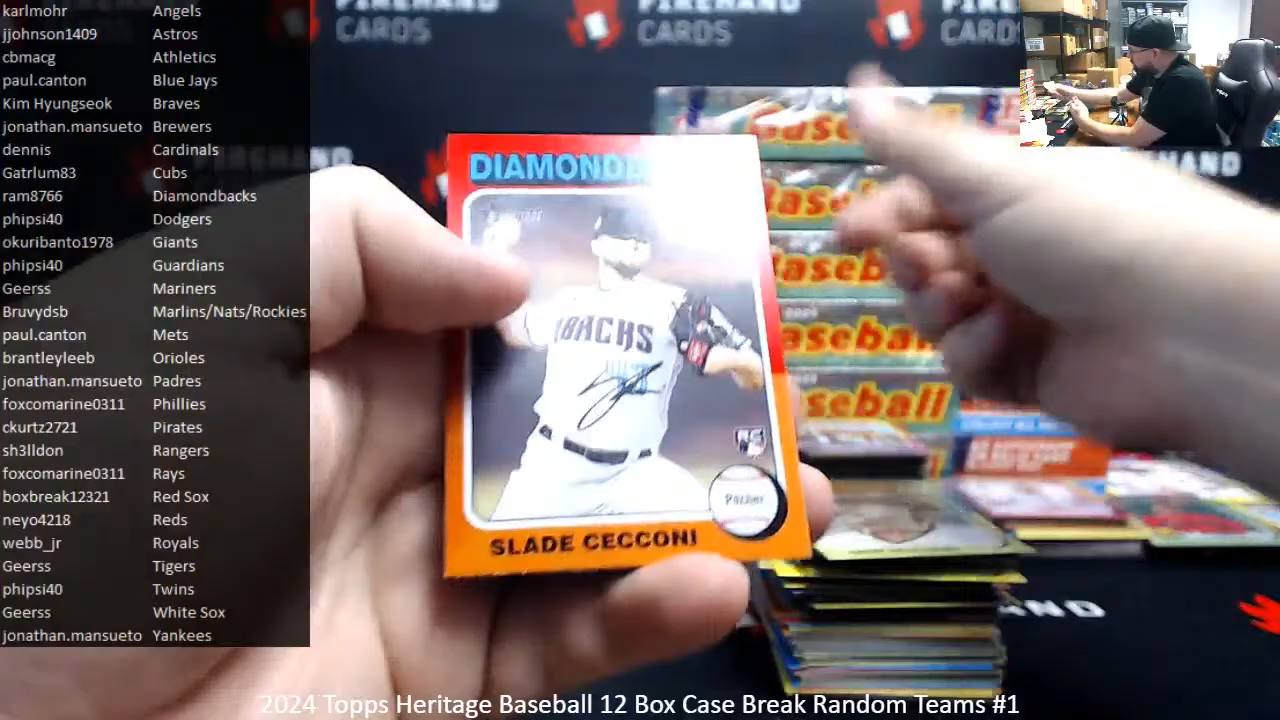 karlmohr Angels
jjohnson1409 Astros
cbmacg Athletics
paul.canton Blue Jays
Kim Hyungseok Braves
jonathan.mansueto Brewers
dennis Cardinals
Gatrlum83 Cubs
ram8766 Diamondbacks
phipsi40 Dodgers
okuribanto1978 Giants
phipsi40 Guardians
Geerss Mariners
Bruvydsb Marlins/Nats/Rockies
paul.canton Mets
brantleyleeb Orioles
jonathan.mansueto Padres
foxcomarine0311 Phillies
ckurtz2721 Pirates
sh3lldon Rangers
foxcomarine0311 Rays
boxbreak12321 Red Sox
neyo4218 Reds
webb_jr Royals
Geerss Tigers
phipsi40 Twins
Geerss White Sox
jonathan.mansueto Yankees
FIREHAND CARDS
DIAMONDB
BACKS
RC
Pitcher
SLADE CECCONI
Baseball
2024 Topps Heritage Baseball 12 Box Case Break Random Teams #1